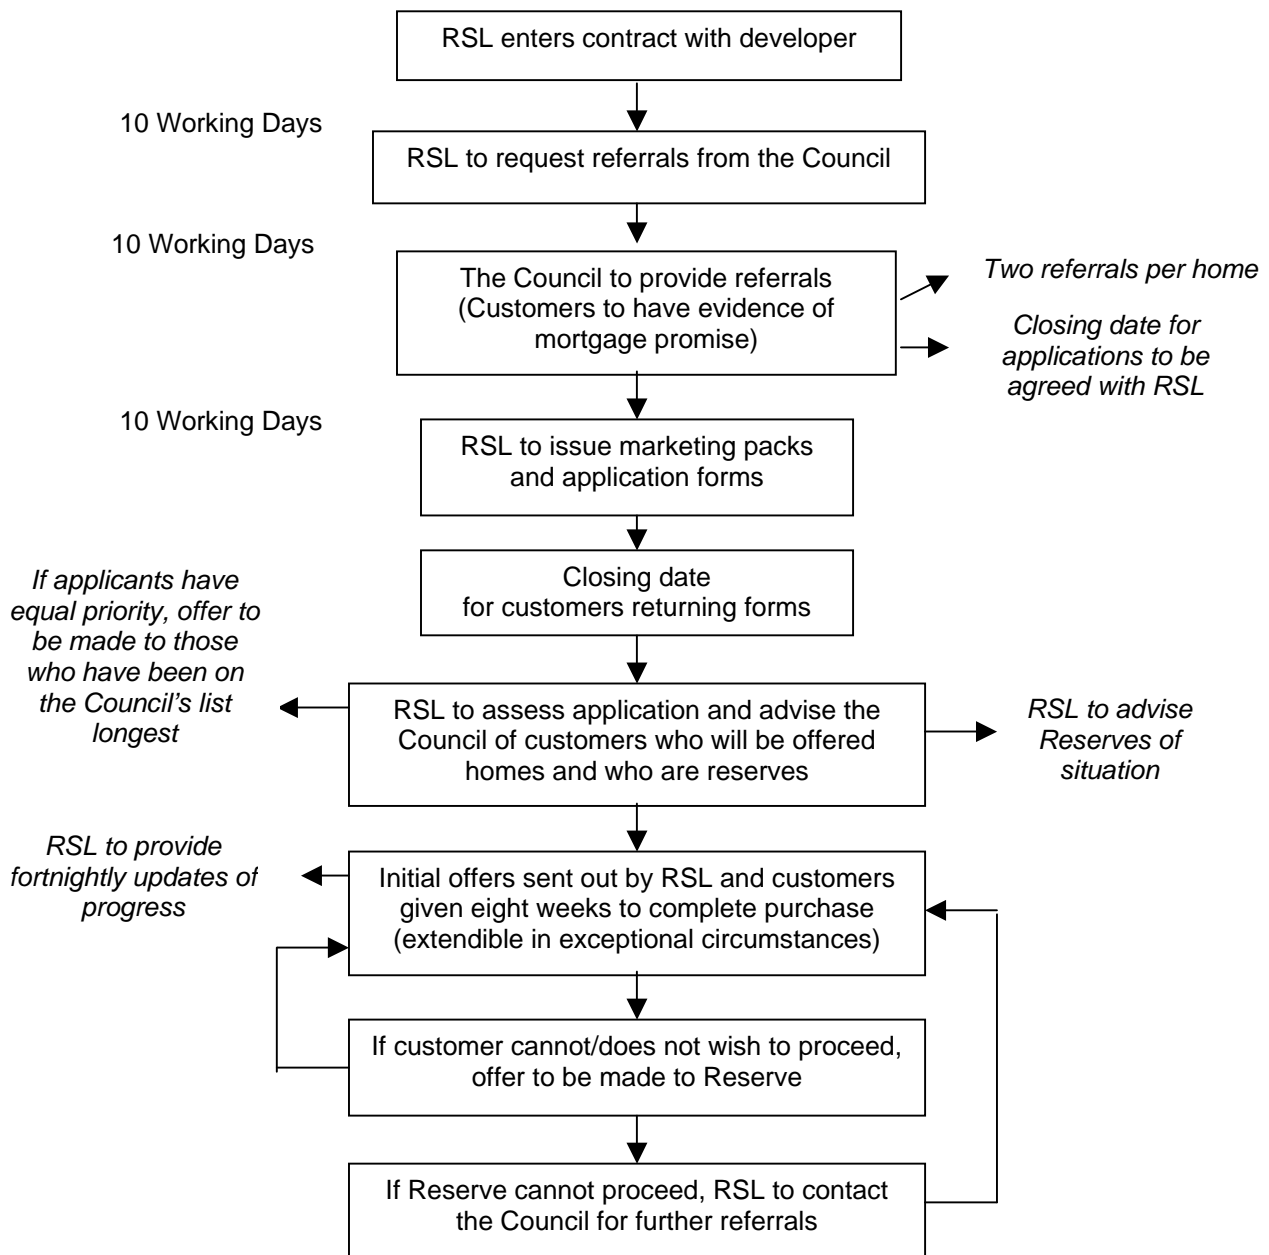 RSL enters contract with developer
10 Working Days
RSL to request referrals from the Council
10 Working Days
The Council to provide referrals
(Customers to have evidence of
mortgage promise)
Two referrals per home
Closing date for
applications to be
agreed with RSL
10 Working Days
RSL to issue marketing packs
and application forms
Closing date
for customers returning forms
If applicants have
equal priority, offer to
be made to those
who have been on
the Council’s list
longest
RSL to assess application and advise the
Council of customers who will be offered
homes and who are reserves
RSL to advise
Reserves of
situation
RSL to provide
fortnightly updates of
progress
Initial offers sent out by RSL and customers
given eight weeks to complete purchase
(extendible in exceptional circumstances)
If customer cannot/does not wish to proceed,
offer to be made to Reserve
If Reserve cannot proceed, RSL to contact
the Council for further referrals